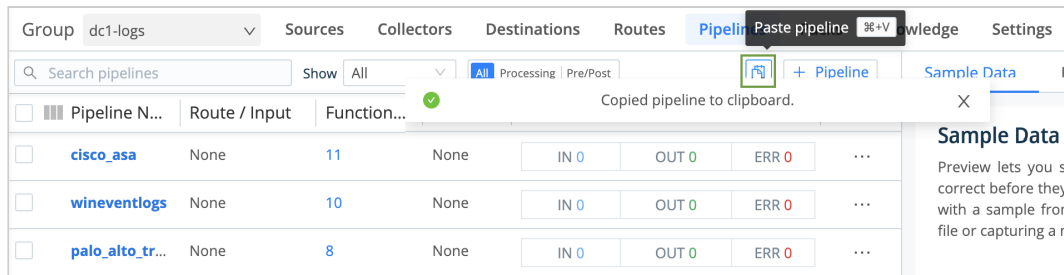 Group dc1-logs Sources Collectors Destinations Routes Pipelines Paste pipeline ⌘+V Knowledge Settings
Search pipelines Show All All Processing Pre/Post + Pipeline Sample Data
Copied pipeline to clipboard. X
Pipeline N... Route / Input Function...
Sample Data
cisco_asa None 11 None IN 0 OUT 0 ERR 0 ...
wineventlogs None 10 None IN 0 OUT 0 ERR 0 ...
palo_alto_tr... None 8 None IN 0 OUT 0 ERR 0 ...
Preview lets you s
correct before they
with a sample fro
file or capturing a